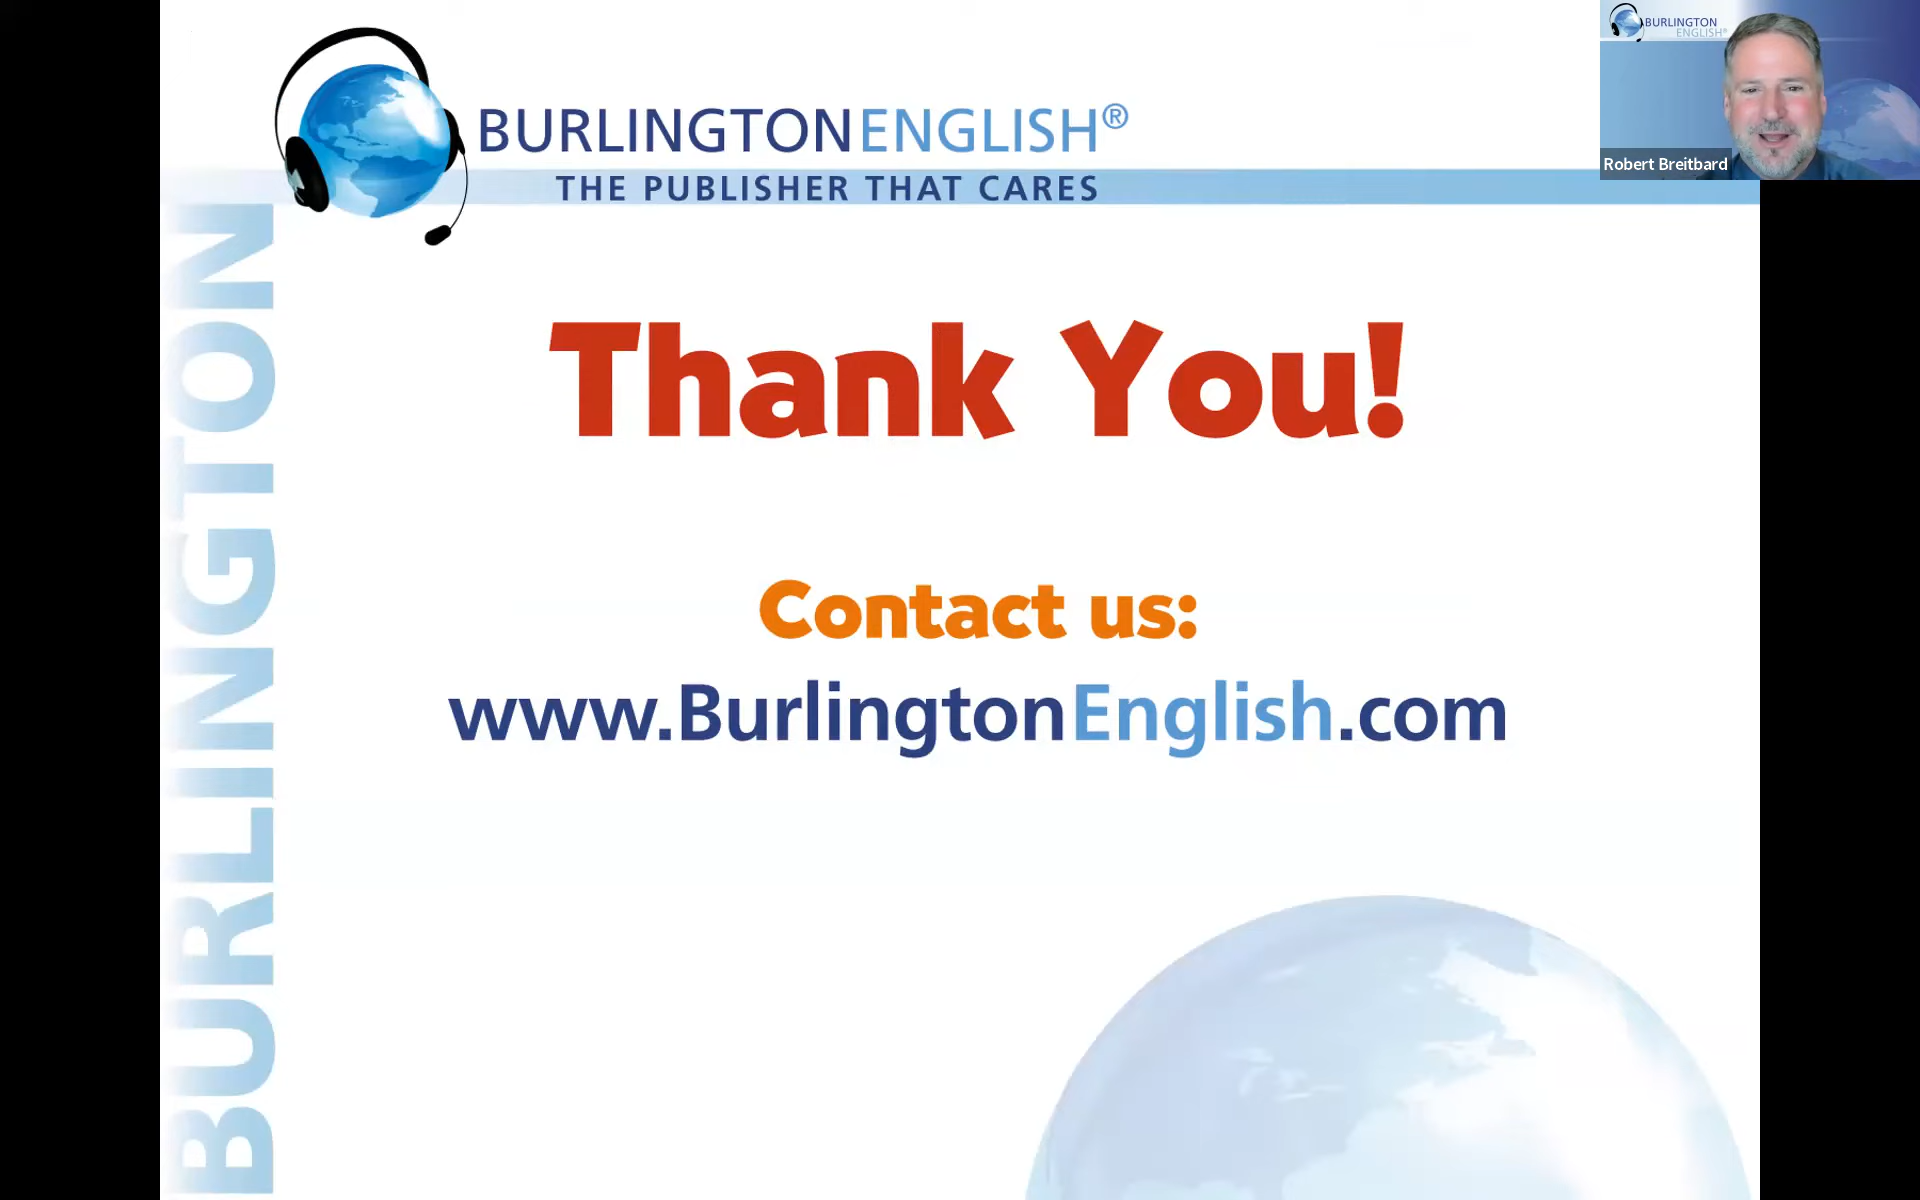 BURLINGTONENGLISH®
THE PUBLISHER THAT CARES
BURLINGTON
ENGLISH®
Robert Breitbard
BURLINGTON
Thank You!
Contact us:
www.BurlingtonEnglish.com